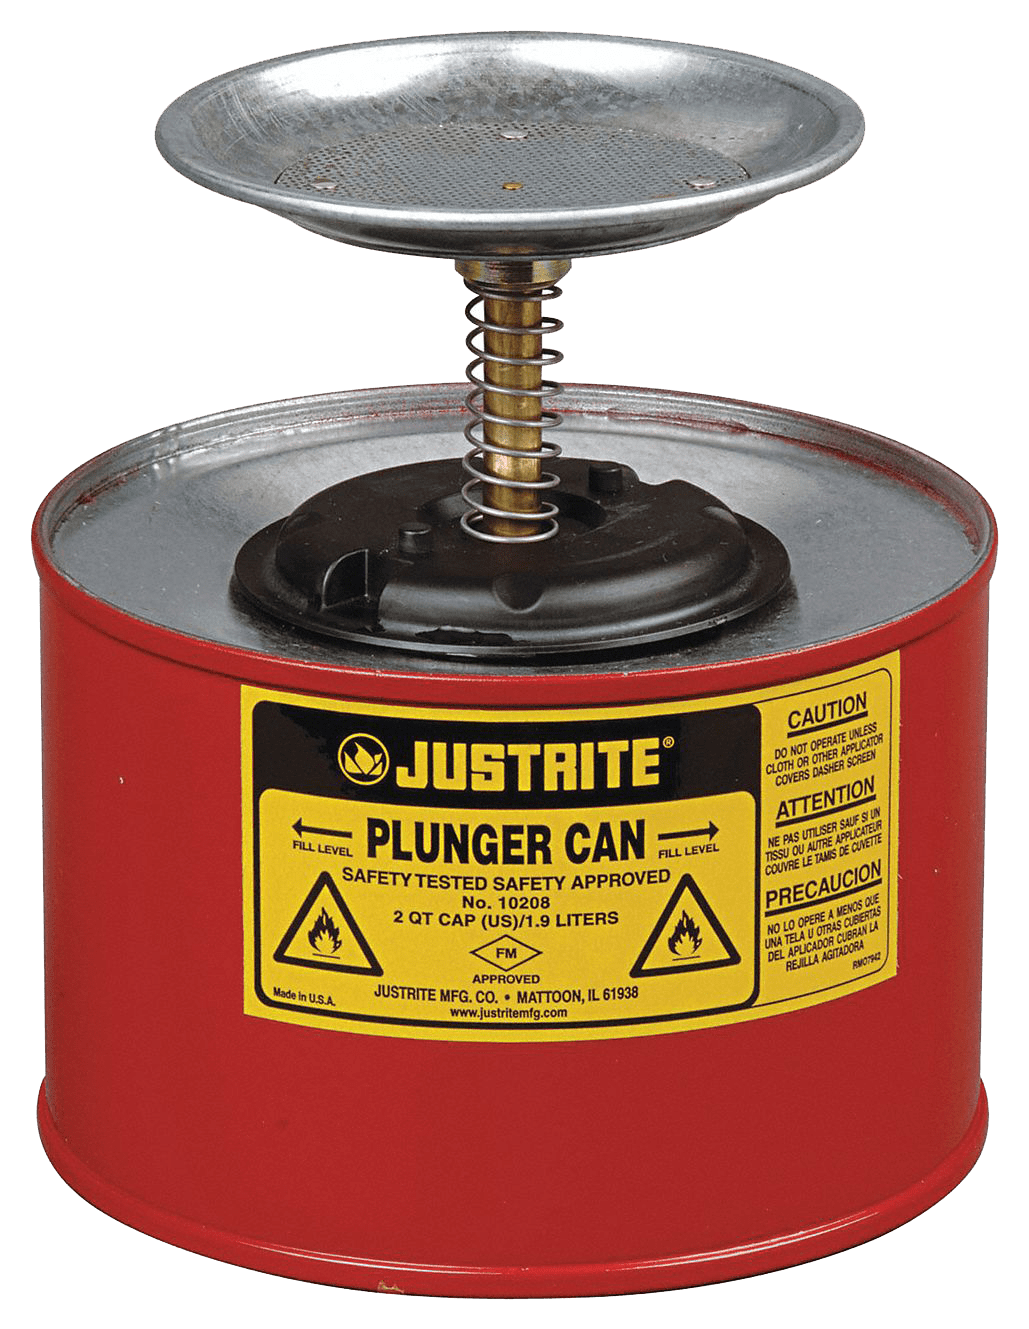 JUSTRITE®
FILL LEVEL
PLUNGER CAN
FILL LEVEL
SAFETY TESTED SAFETY APPROVED
No. 10208
2 QT CAP (US)/1.9 LITERS
FM
APPROVED
Made in U.S.A.
JUSTRITE MFG. CO. • MATTOON, IL 61938
www.justritemfg.com
CAUTION
DO NOT OPERATE UNLESS
CLOTH OR OTHER APPLICATOR
COVERS DASHER SCREEN
ATTENTION
NE PAS UTILISER SAUF SI UN
TISSU OU AUTRE APPLICATEUR
COUVRE LE TAMIS DE CUVETTE
PRECAUCION
NO LO OPERE A MENOS QUE
UNA TELA U OTRAS CUBIERTAS
DEL APLICADOR CUBRAN LA
REJILLA AGITADORA
RMO7942